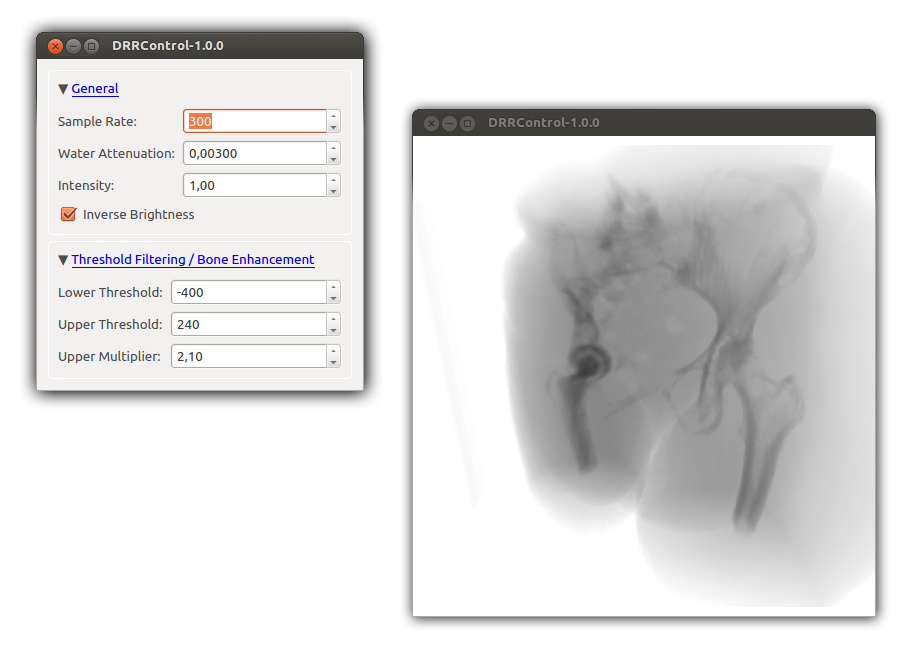 DRRControl-1.0.0
General
Sample Rate: 300
Water Attenuation: 0,00300
Intensity: 1,00
Inverse Brightness
Threshold Filtering / Bone Enhancement
Lower Threshold: -400
Upper Threshold: 240
Upper Multiplier: 2,10
DRRControl-1.0.0